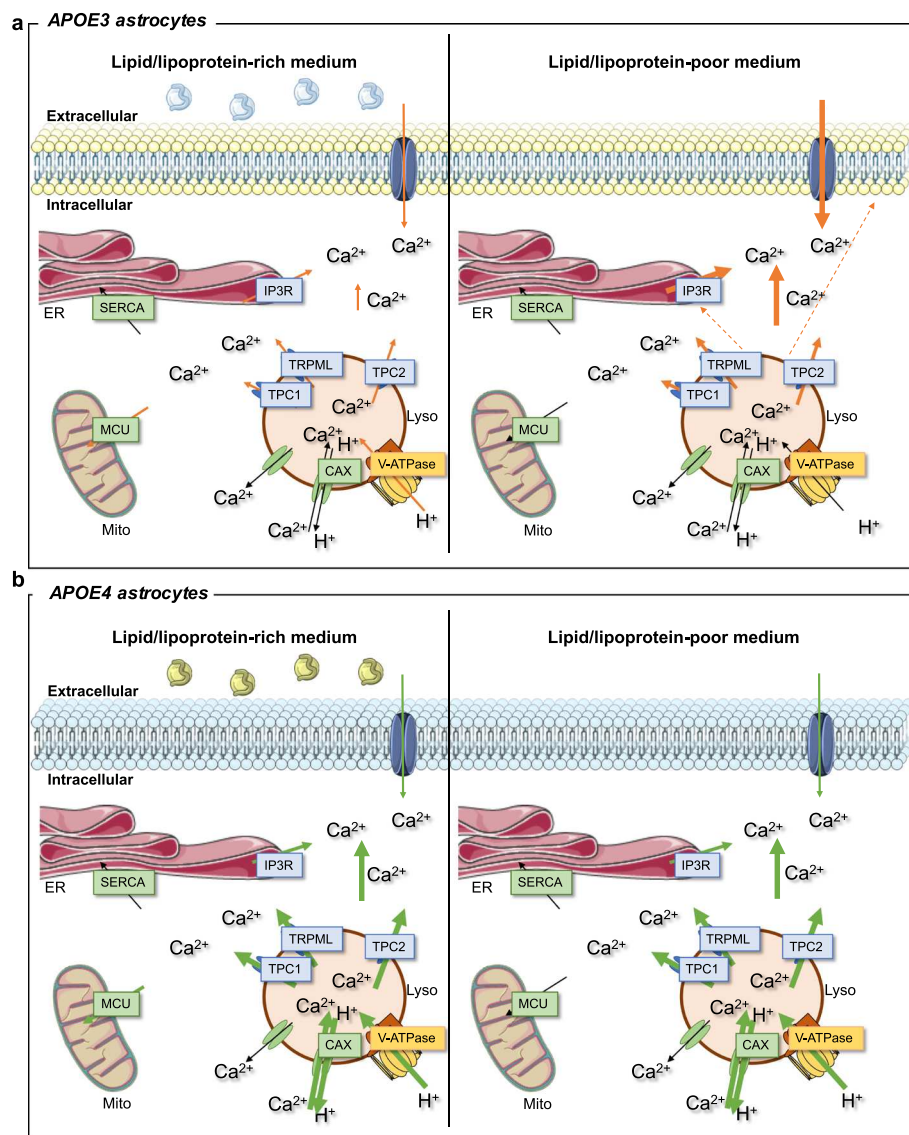 a
APOE3 astrocytes
Lipid/lipoprotein-rich medium
Extracellular
Intracellular
Ca2+
Ca2+
IP3R
Ca2+
SERCA
ER
Ca2+
TRPML
Ca2+
TPC2
TPC1
Ca2+
Lyso
MCU
Ca2+
H+
V-ATPase
CAX
Ca2+
Mito
Ca2+
H+
H+
Lipid/lipoprotein-poor medium
Ca2+
Ca2+
IP3R
Ca2+
SERCA
ER
Ca2+
TRPML
Ca2+
TPC2
TPC1
Ca2+
Lyso
MCU
Ca2+
H+
V-ATPase
CAX
Ca2+
Mito
Ca2+
H+
H+
b
APOE4 astrocytes
Lipid/lipoprotein-rich medium
Extracellular
Intracellular
Ca2+
Ca2+
IP3R
Ca2+
SERCA
ER
Ca2+
TRPML
Ca2+
TPC2
TPC1
Ca2+
Lyso
MCU
Ca2+
H+
V-ATPase
CAX
Ca2+
Mito
Ca2+
H+
H+
Lipid/lipoprotein-poor medium
Ca2+
Ca2+
IP3R
Ca2+
SERCA
ER
Ca2+
TRPML
Ca2+
TPC2
TPC1
Ca2+
Lyso
MCU
Ca2+
H+
V-ATPase
CAX
Ca2+
Mito
Ca2+
H+
H+